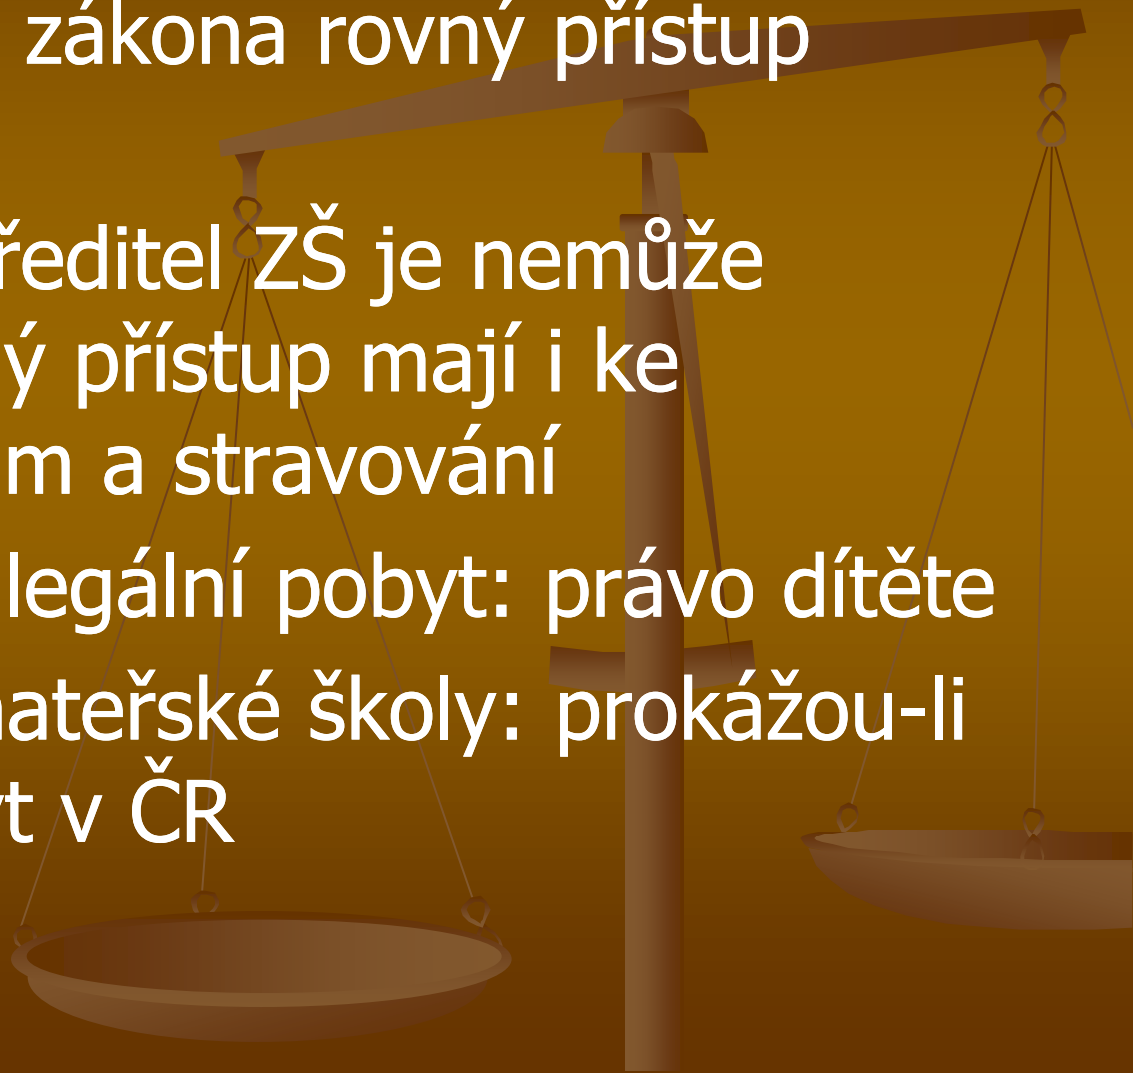 zákona rovný přístup
ředitel ZŠ je nemůže
ý přístup mají i ke
m a stravování
legální pobyt: právo dítěte
mateřské školy: prokážou-li
t v ČR